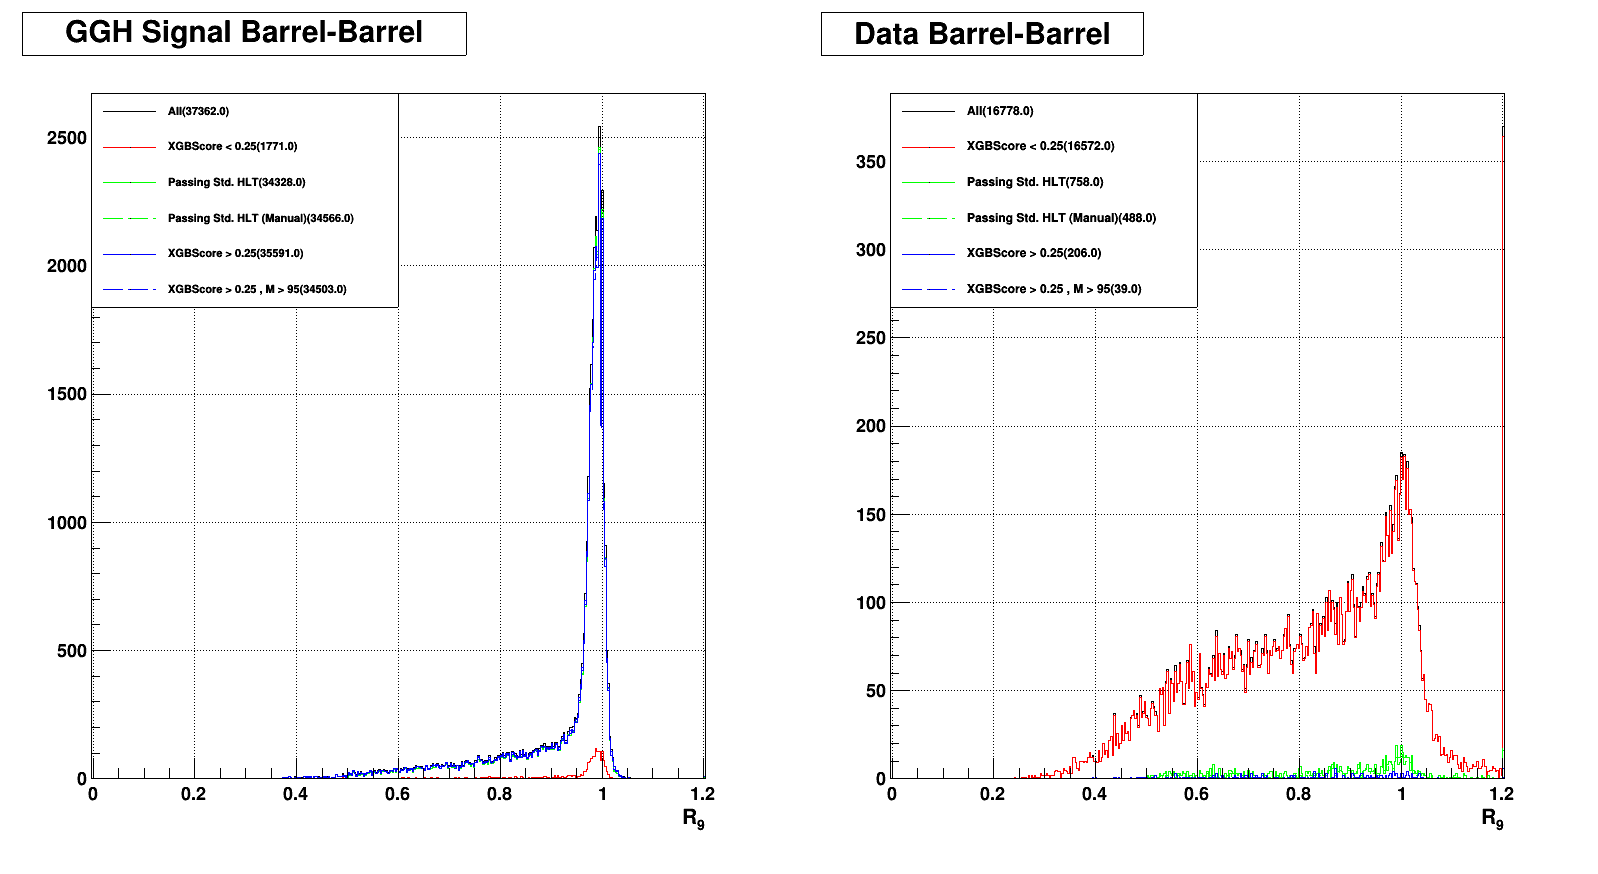 GGH Signal Barrel-Barrel
All(37362.0)
XGBScore < 0.25(1771.0)
Passing Std. HLT(34328.0)
Passing Std. HLT (Manual)(34566.0)
XGBScore > 0.25(35591.0)
XGBScore > 0.25 , M > 95(34503.0)
2500
2000
1500
1000
500
0
0 0.2 0.4 0.6 0.8 1 1.2
R9
Data Barrel-Barrel
All(16778.0)
XGBScore < 0.25(16572.0)
Passing Std. HLT(758.0)
Passing Std. HLT (Manual)(488.0)
XGBScore > 0.25(206.0)
XGBScore > 0.25 , M > 95(39.0)
350
300
250
200
150
100
50
0
0 0.2 0.4 0.6 0.8 1 1.2
R9